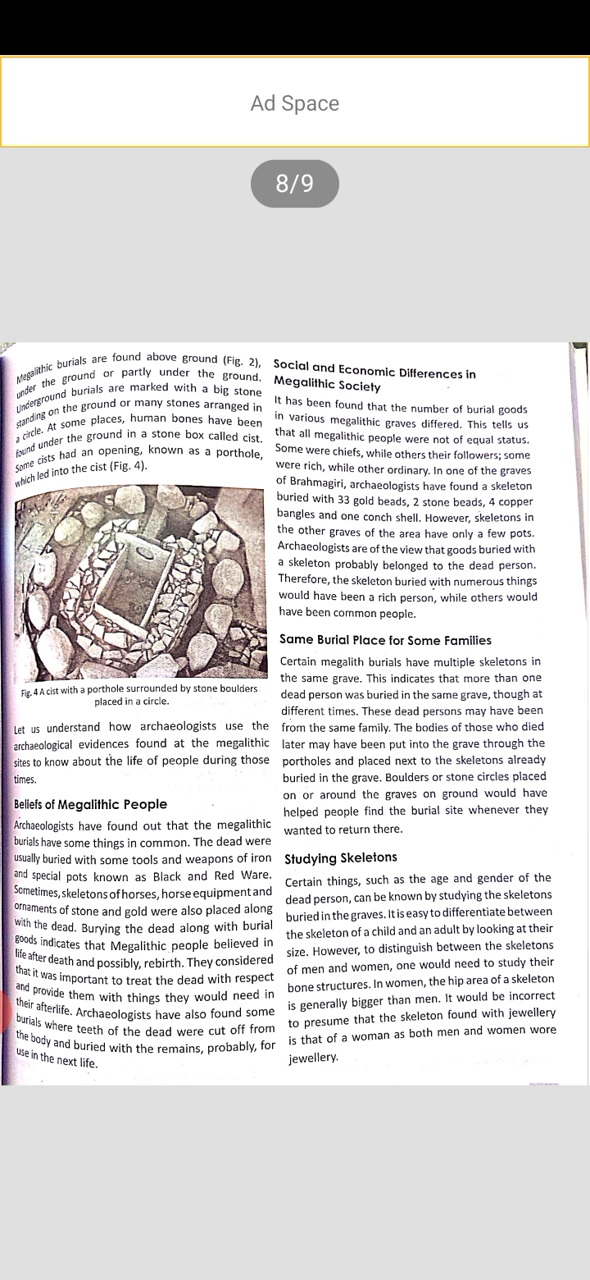 Ad Space
8/9
Megalithic burials are found above ground (Fig. 2),
under the ground or partly under the ground.
Underground burials are marked with a big stone
standing on the ground or many stones arranged in
a circle. At some places, human bones have been
found under the ground in a stone box called cist.
Some cists had an opening, known as a porthole,
which led into the cist (Fig. 4).
Fig. 4 A cist with a porthole surrounded by stone boulders
placed in a circle.
Let us understand how archaeologists use the
archaeological evidences found at the megalithic
sites to know about the life of people during those
times.
Beliefs of Megalithic People
Archaeologists have found out that the megalithic
burials have some things in common. The dead were
usually buried with some tools and weapons of iron
and special pots known as Black and Red Ware.
Sometimes, skeletons of horses, horse equipment and
ornaments of stone and gold were also placed along
with the dead. Burying the dead along with burial
goods indicates that Megalithic people believed in
life after death and possibly, rebirth. They considered
that it was important to treat the dead with respect
and provide them with things they would need in
their afterlife. Archaeologists have also found some
burials where teeth of the dead were cut off from
the body and buried with the remains, probably, for
use in the next life.
Social and Economic Differences in
Megalithic Society
It has been found that the number of burial goods
in various megalithic graves differed. This tells us
that all megalithic people were not of equal status.
Some were chiefs, while others their followers; some
were rich, while other ordinary. In one of the graves
of Brahmagiri, archaeologists have found a skeleton
buried with 33 gold beads, 2 stone beads, 4 copper
bangles and one conch shell. However, skeletons in
the other graves of the area have only a few pots.
Archaeologists are of the view that goods buried with
a skeleton probably belonged to the dead person.
Therefore, the skeleton buried with numerous things
would have been a rich person, while others would
have been common people.
Same Burial Place for Some Families
Certain megalith burials have multiple skeletons in
the same grave. This indicates that more than one
dead person was buried in the same grave, though at
different times. These dead persons may have been
from the same family. The bodies of those who died
later may have been put into the grave through the
portholes and placed next to the skeletons already
buried in the grave. Boulders or stone circles placed
on or around the graves on ground would have
helped people find the burial site whenever they
wanted to return there.
Studying Skeletons
Certain things, such as the age and gender of the
dead person, can be known by studying the skeletons
buried in the graves. It is easy to differentiate between
the skeleton of a child and an adult by looking at their
size. However, to distinguish between the skeletons
of men and women, one would need to study their
bone structures. In women, the hip area of a skeleton
is generally bigger than men. It would be incorrect
to presume that the skeleton found with jewellery
is that of a woman as both men and women wore
jewellery.